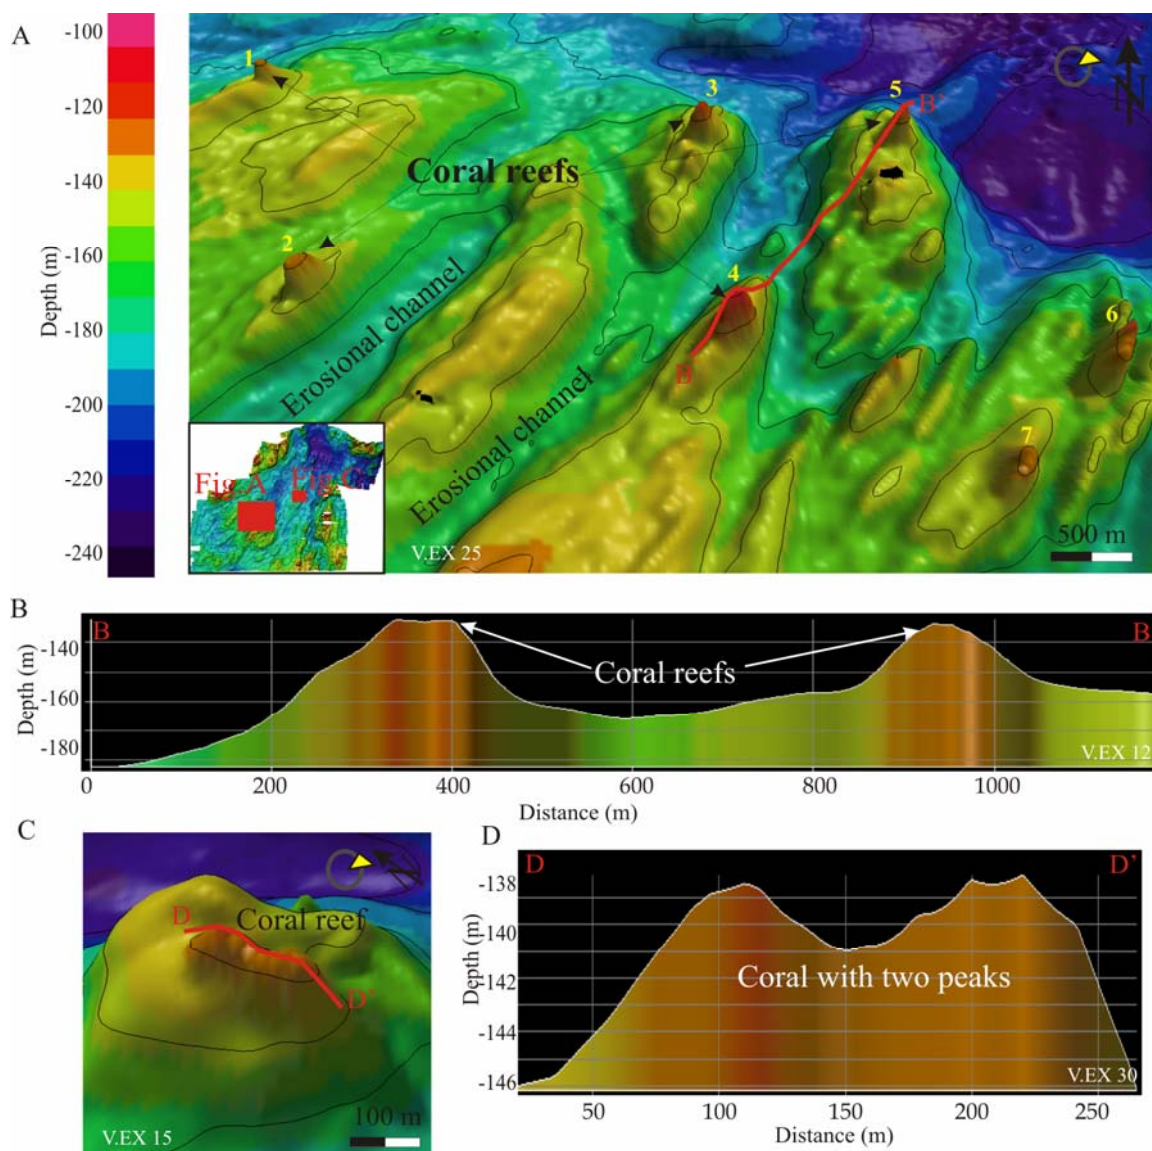 A
-100
-120
-140
-160
-180
-200
-220
-240
Depth (m)
1
2
3
4
5
6
7
B
B'
N
Coral reefs
Erosional channel
Erosional channel
Fig.A
Fig.C
V.EX 25
500 m
B
B
B
-140
-160
-180
Depth (m)
Coral reefs
V.EX 12
0
200
400
600
800
1000
Distance (m)
C
D
Coral reef
D'
V.EX 15
100 m
D
D
D'
-138
-140
-142
-144
-146
Depth (m)
Coral with two peaks
V.EX 30
50
100
150
200
250
Distance (m)